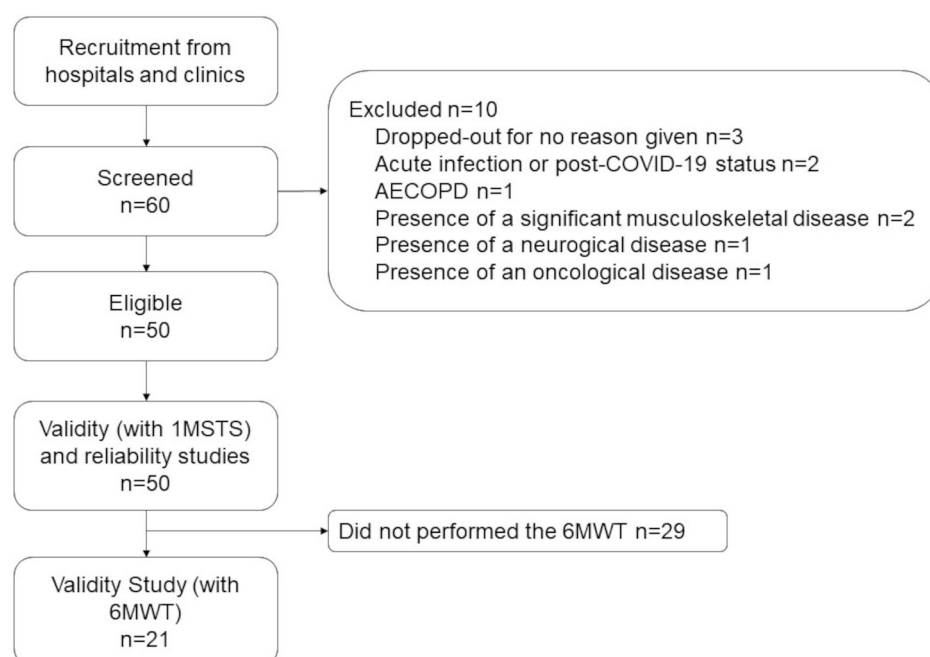 Recruitment from
hospitals and clinics
Screened
n=60
Excluded n=10
Dropped-out for no reason given n=3
Acute infection or post-COVID-19 status n=2
AECOPD n=1
Presence of a significant musculoskeletal disease n=2
Presence of a neurogical disease n=1
Presence of an oncological disease n=1
Eligible
n=50
Validity (with 1MSTS)
and reliability studies
n=50
Did not performed the 6MWT n=29
Validity Study (with
6MWT)
n=21